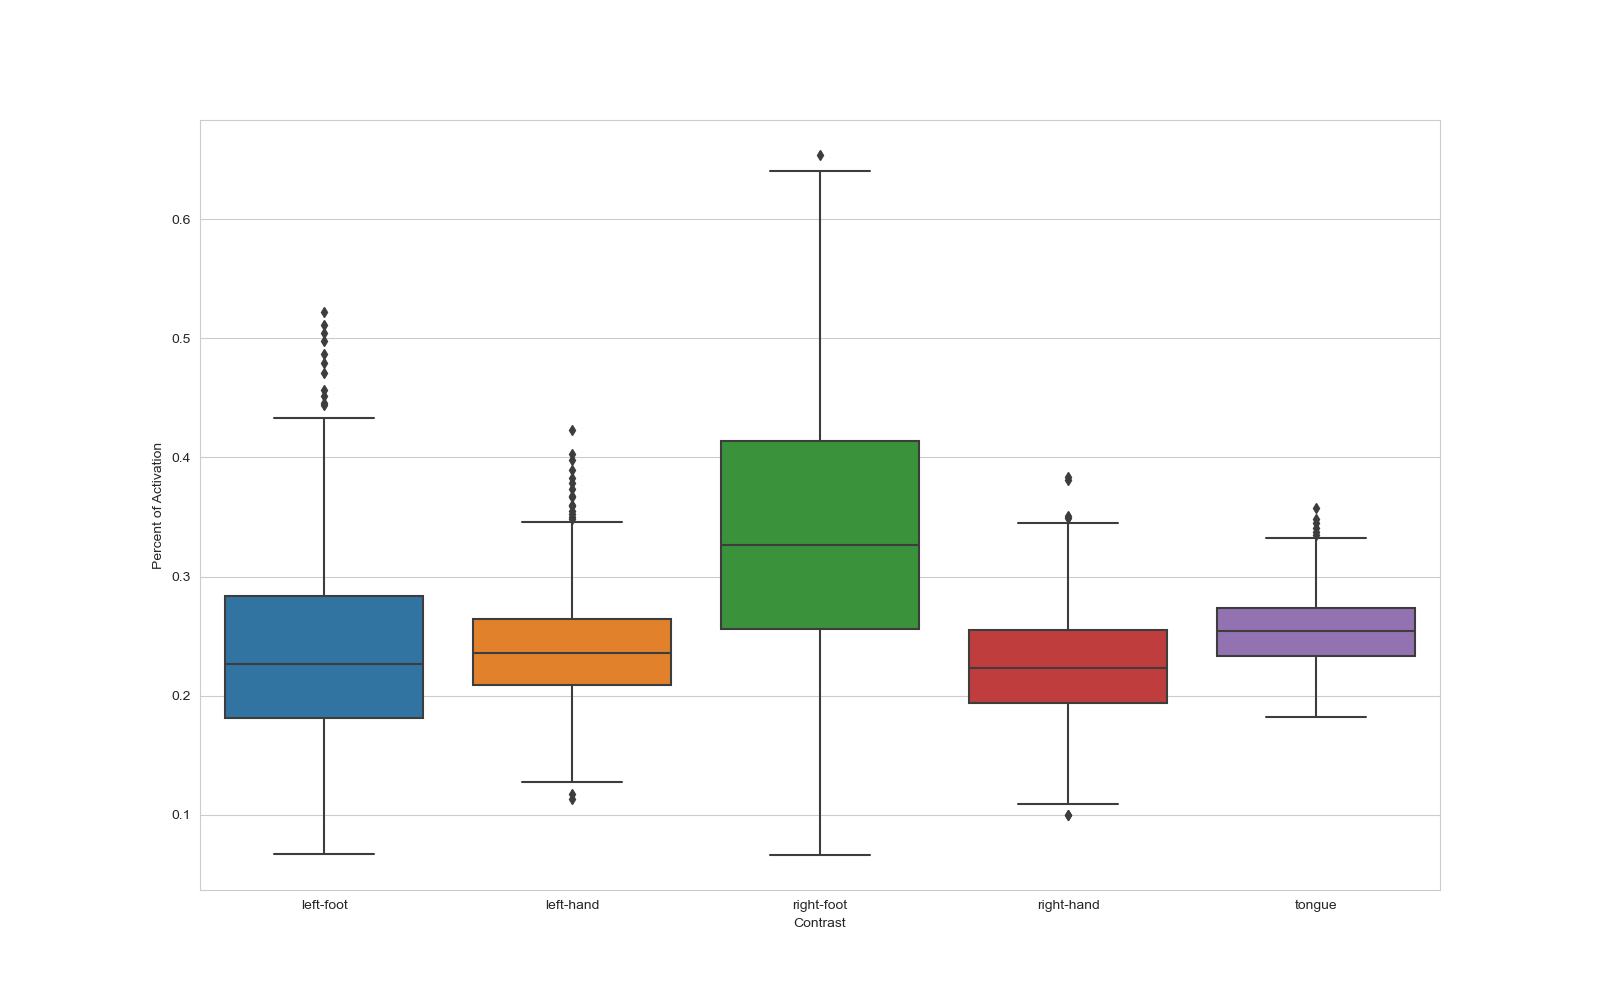 0.6
0.5
0.4
0.3
0.2
0.1
Percent of Activation
left-foot
left-hand
right-foot
right-hand
tongue
Contrast